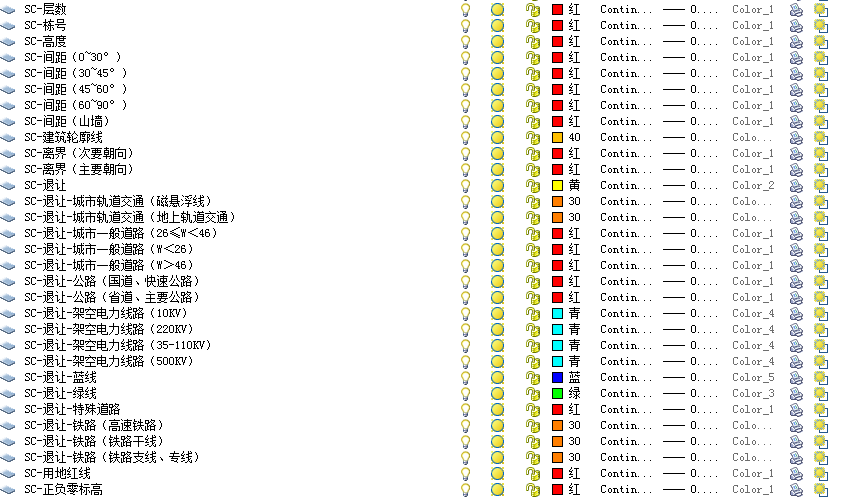 SC-层数 红 Contin... 0.... Color_1
SC-栋号 红 Contin... 0.... Color_1
SC-高度 红 Contin... 0.... Color_1
SC-间距（0~30°） 红 Contin... 0.... Color_1
SC-间距（30~45°） 红 Contin... 0.... Color_1
SC-间距（45~60°） 红 Contin... 0.... Color_1
SC-间距（60~90°） 红 Contin... 0.... Color_1
SC-间距（山墙） 红 Contin... 0.... Color_1
SC-建筑轮廓线 40 Contin... 0.... Colo...
SC-离界（次要朝向） 红 Contin... 0.... Color_1
SC-离界（主要朝向） 红 Contin... 0.... Color_1
SC-退让 黄 Contin... 0.... Color_2
SC-退让-城市轨道交通（磁悬浮线） 30 Contin... 0.... Colo...
SC-退让-城市轨道交通（地上轨道交通） 30 Contin... 0.... Colo...
SC-退让-城市一般道路（26≤W＜46） 红 Contin... 0.... Color_1
SC-退让-城市一般道路（W＜26） 红 Contin... 0.... Color_1
SC-退让-城市一般道路（W＞46） 红 Contin... 0.... Color_1
SC-退让-公路（国道、快速公路） 红 Contin... 0.... Color_1
SC-退让-公路（省道、主要公路） 红 Contin... 0.... Color_1
SC-退让-架空电力线路（10KV） 青 Contin... 0.... Color_4
SC-退让-架空电力线路（220KV） 青 Contin... 0.... Color_4
SC-退让-架空电力线路（35-110KV） 青 Contin... 0.... Color_4
SC-退让-架空电力线路（500KV） 青 Contin... 0.... Color_4
SC-退让-蓝线 蓝 Contin... 0.... Color_5
SC-退让-绿线 绿 Contin... 0.... Color_3
SC-退让-特殊道路 红 Contin... 0.... Color_1
SC-退让-铁路（高速铁路） 30 Contin... 0.... Colo...
SC-退让-铁路（铁路干线） 30 Contin... 0.... Colo...
SC-退让-铁路（铁路支线、专线） 30 Contin... 0.... Colo...
SC-用地红线 红 Contin... 0.... Color_1
SC-正负零标高 红 Contin... 0.... Color_1